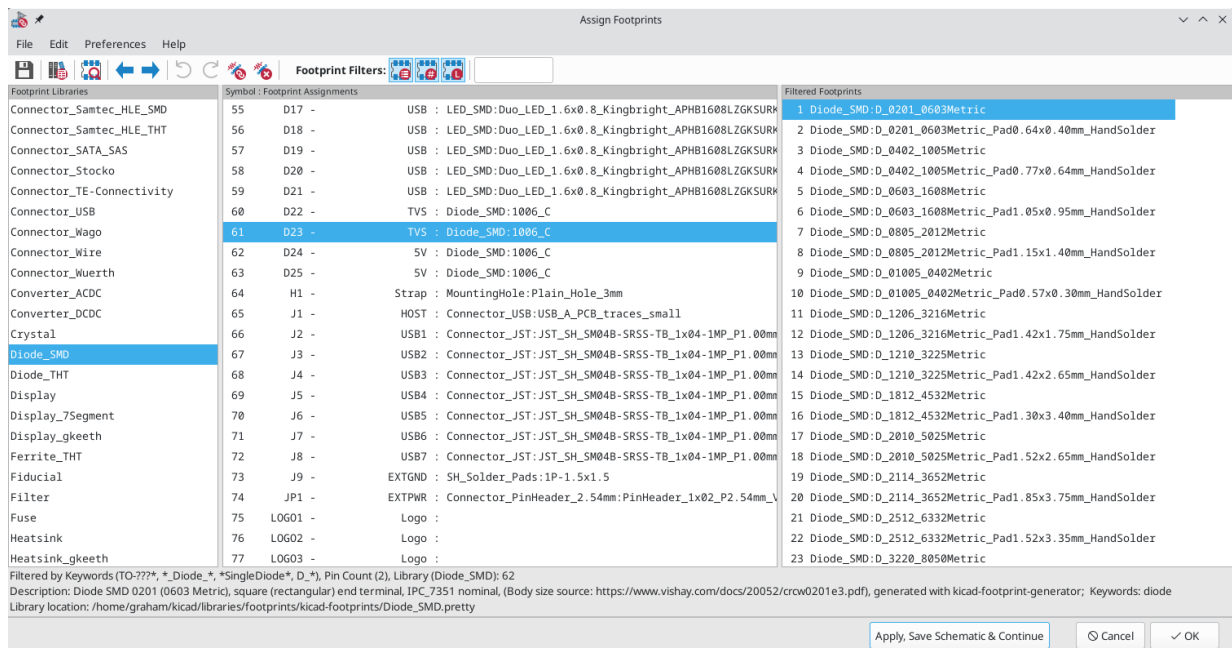 Assign Footprints
File Edit Preferences Help
Footprint Filters:
Footprint Libraries
Connector_Samtec_HLE_SMD
Connector_Samtec_HLE_THT
Connector_SATA_SAS
Connector_Stocko
Connector_TE-Connectivity
Connector_USB
Connector_Wago
Connector_Wire
Connector_Wuerth
Converter_ACDC
Converter_DCDC
Crystal
Diode_SMD
Diode_THT
Display
Display_7Segment
Display_gkeeth
Ferrite_THT
Fiducial
Filter
Fuse
Heatsink
Heatsink_gkeeth
Symbol : Footprint Assignments
55 D17 - USB : LED_SMD:Duo_LED_1.6x0.8_Kingbright_APHB1608LZGKSURK
56 D18 - USB : LED_SMD:Duo_LED_1.6x0.8_Kingbright_APHB1608LZGKSURK
57 D19 - USB : LED_SMD:Duo_LED_1.6x0.8_Kingbright_APHB1608LZGKSURK
58 D20 - USB : LED_SMD:Duo_LED_1.6x0.8_Kingbright_APHB1608LZGKSURK
59 D21 - USB : LED_SMD:Duo_LED_1.6x0.8_Kingbright_APHB1608LZGKSURK
60 D22 - TVS : Diode_SMD:1006_C
61 D23 - TVS : Diode_SMD:1006_C
62 D24 - 5V : Diode_SMD:1006_C
63 D25 - 5V : Diode_SMD:1006_C
64 H1 - Strap : MountingHole:Plain_Hole_3mm
65 J1 - HOST : Connector_USB:USB_A_PCB_traces_small
66 J2 - USB1 : Connector_JST:JST_SH_SM04B-SRSS-TB_1x04-1MP_P1.00mm
67 J3 - USB2 : Connector_JST:JST_SH_SM04B-SRSS-TB_1x04-1MP_P1.00mm
68 J4 - USB3 : Connector_JST:JST_SH_SM04B-SRSS-TB_1x04-1MP_P1.00mm
69 J5 - USB4 : Connector_JST:JST_SH_SM04B-SRSS-TB_1x04-1MP_P1.00mm
70 J6 - USB5 : Connector_JST:JST_SH_SM04B-SRSS-TB_1x04-1MP_P1.00mm
71 J7 - USB6 : Connector_JST:JST_SH_SM04B-SRSS-TB_1x04-1MP_P1.00mm
72 J8 - USB7 : Connector_JST:JST_SH_SM04B-SRSS-TB_1x04-1MP_P1.00mm
73 J9 - EXTGND : SH_Solder_Pads:1P-1.5x1.5
74 JP1 - EXTPWR : Connector_PinHeader_2.54mm:PinHeader_1x02_P2.54mm_V
75 LOGO1 - Logo :
76 LOGO2 - Logo :
77 LOGO3 - Logo :
Filtered Footprints
1 Diode_SMD:D_0201_0603Metric
2 Diode_SMD:D_0201_0603Metric_Pad0.64x0.40mm_HandSolder
3 Diode_SMD:D_0402_1005Metric
4 Diode_SMD:D_0402_1005Metric_Pad0.77x0.64mm_HandSolder
5 Diode_SMD:D_0603_1608Metric
6 Diode_SMD:D_0603_1608Metric_Pad1.05x0.95mm_HandSolder
7 Diode_SMD:D_0805_2012Metric
8 Diode_SMD:D_0805_2012Metric_Pad1.15x1.40mm_HandSolder
9 Diode_SMD:D_01005_0402Metric
10 Diode_SMD:D_01005_0402Metric_Pad0.57x0.30mm_HandSolder
11 Diode_SMD:D_1206_3216Metric
12 Diode_SMD:D_1206_3216Metric_Pad1.42x1.75mm_HandSolder
13 Diode_SMD:D_1210_3225Metric
14 Diode_SMD:D_1210_3225Metric_Pad1.42x2.65mm_HandSolder
15 Diode_SMD:D_1812_4532Metric
16 Diode_SMD:D_1812_4532Metric_Pad1.30x3.40mm_HandSolder
17 Diode_SMD:D_2010_5025Metric
18 Diode_SMD:D_2010_5025Metric_Pad1.52x2.65mm_HandSolder
19 Diode_SMD:D_2114_3652Metric
20 Diode_SMD:D_2114_3652Metric_Pad1.85x3.75mm_HandSolder
21 Diode_SMD:D_2512_6332Metric
22 Diode_SMD:D_2512_6332Metric_Pad1.52x3.35mm_HandSolder
23 Diode_SMD:D_3220_8050Metric
Filtered by Keywords (TO-???*, *_Diode_*, *SingleDiode*, D_*), Pin Count (2), Library (Diode_SMD): 62
Description: Diode SMD 0201 (0603 Metric), square (rectangular) end terminal, IPC_7351 nominal, (Body size source: https://www.vishay.com/docs/20052/crcw0201e3.pdf), generated with kicad-footprint-generator; Keywords: diode
Library location: /home/graham/kicad/libraries/footprints/kicad-footprints/Diode_SMD.pretty
Apply, Save Schematic & Continue
Cancel
OK